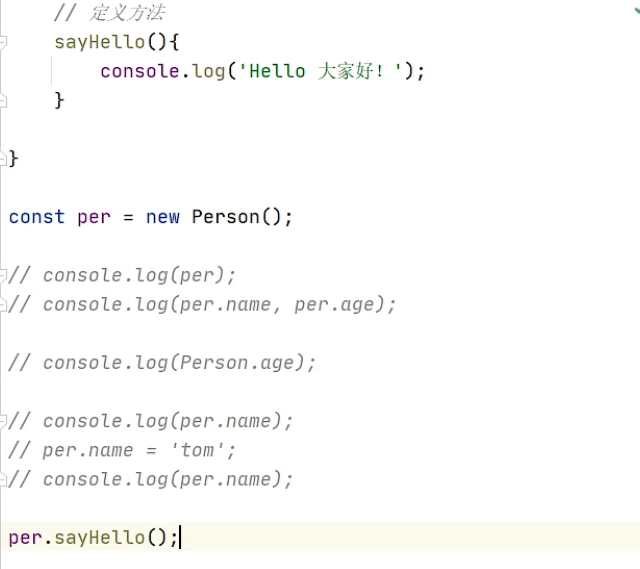 // 定义方法
sayHello(){
console.log('Hello 大家好！');
}
}
const per = new Person();
// console.log(per);
// console.log(per.name, per.age);
// console.log(Person.age);
// console.log(per.name);
// per.name = 'tom';
// console.log(per.name);
per.sayHello();